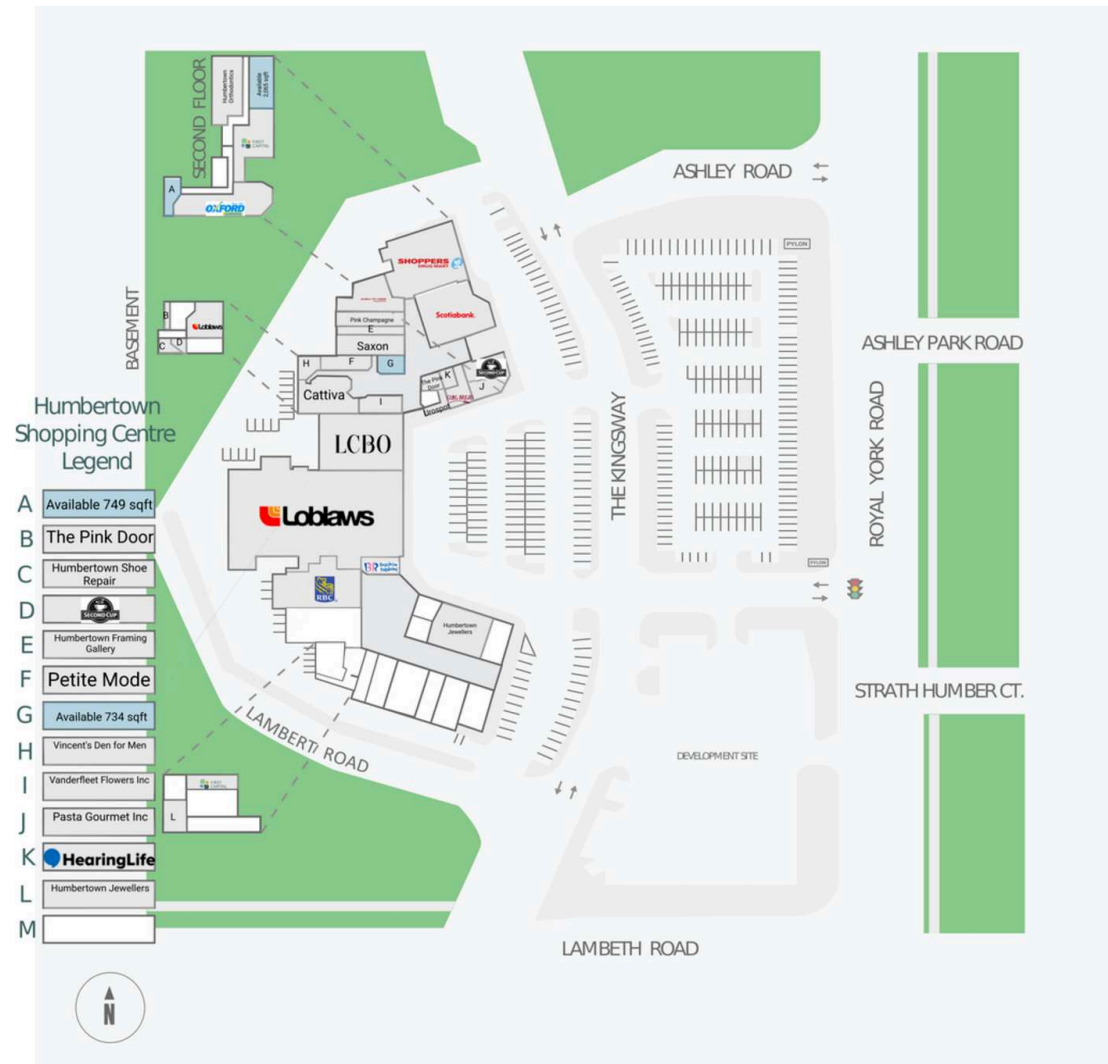 SECOND FLOOR
Humbertown
Orthodontics
Available
2,065 sqft
FIRST
CAPITAL
A
OXFORD
BASEMENT
B
Loblaws
C
D
ASHLEY ROAD
PYLON
SHOPPERS
DRUG MART
Scotiabank
Pink Champagne
E
Saxon
H
F
G
Cattiva
I
The Pink
Door
K
SECOND CUP
J
Urospot
LCBO
Loblaws
BR
RBC
Humbertown
Jewellers
THE KINGSWAY
ROYAL YORK ROAD
ASHLEY PARK ROAD
PYLON
STRATH HUMBER CT.
DEVELOPMENT SITE
LAMBERT ROAD
FIRST
CAPITAL
L
LAMBETH ROAD
Humbertown
Shopping Centre
Legend
A Available 749 sqft
B The Pink Door
C Humbertown Shoe
Repair
D SECOND CUP
E Humbertown Framing
Gallery
F Petite Mode
G Available 734 sqft
H Vincent's Den for Men
I Vanderfleet Flowers Inc
J Pasta Gourmet Inc
K HearingLife
L Humbertown Jewellers
M
N